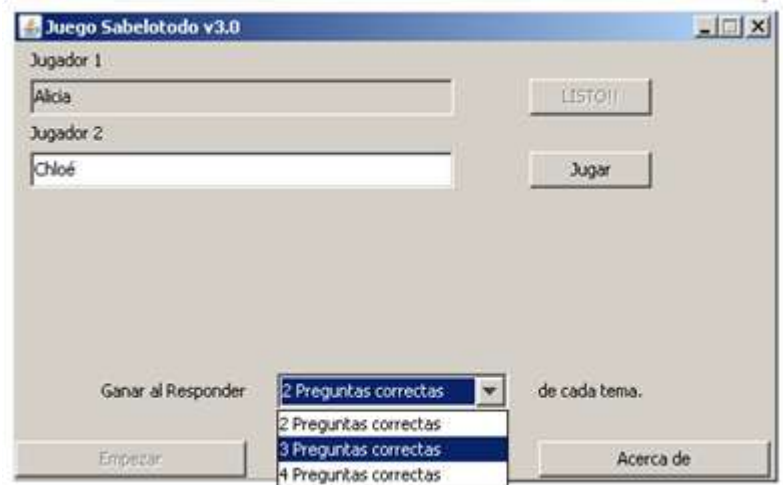 Juego Sabelotodo v3.0
Jugador 1
Alicia
LISTO!!
Jugador 2
Chloé
Jugar
Ganar al Responder 2 Preguntas correctas de cada tema.
2 Preguntas correctas
3 Preguntas correctas
4 Preguntas correctas
Empezar
Acerca de